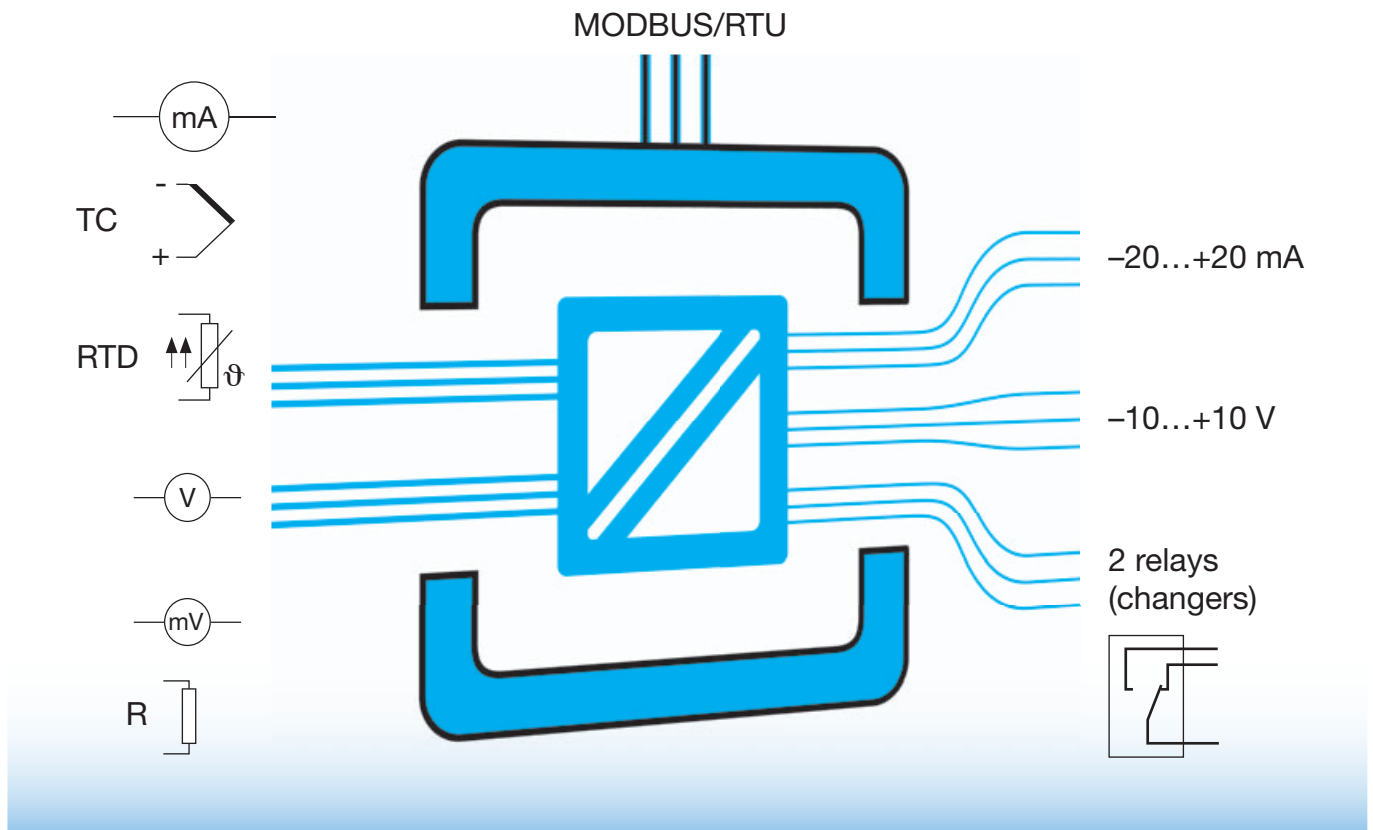 MODBUS/RTU
mA
TC
-
+
RTD
ϑ
V
mV
R
–20…+20 mA
–10…+10 V
2 relays
(changers)